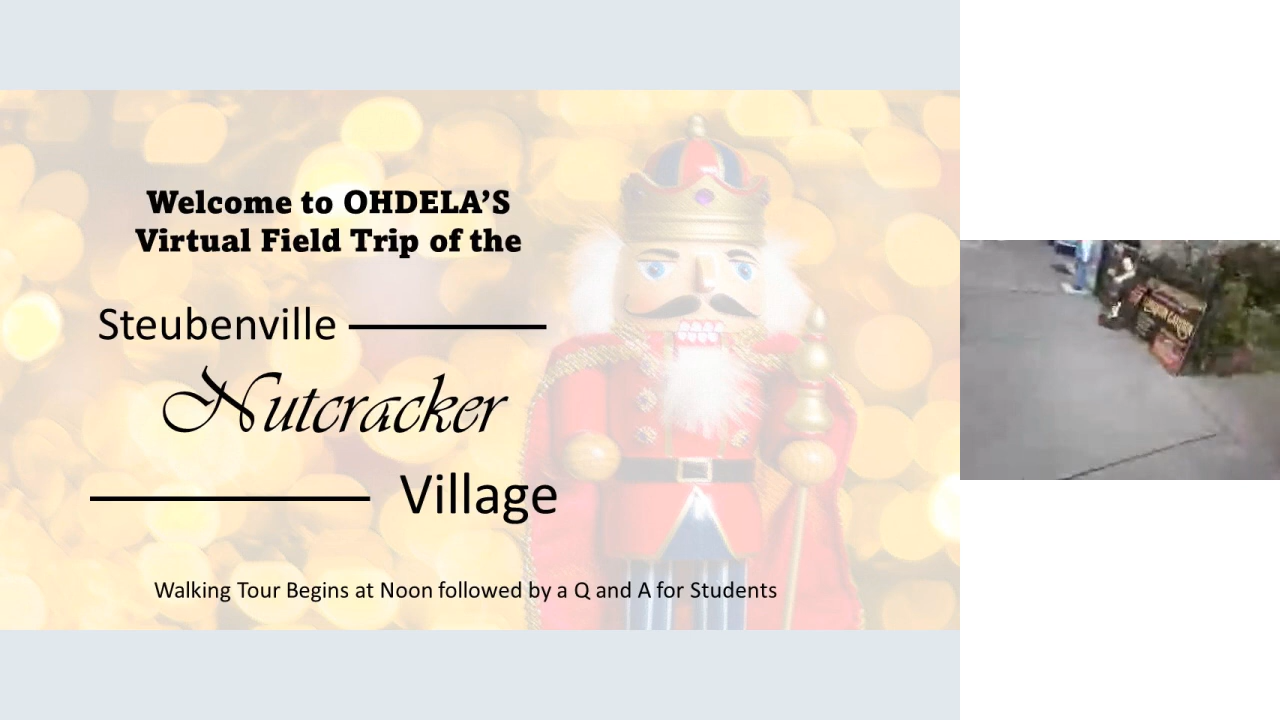 Welcome to OHDELA’S
Virtual Field Trip of the
Steubenville
Nutcracker
Village
Walking Tour Begins at Noon followed by a Q and A for Students